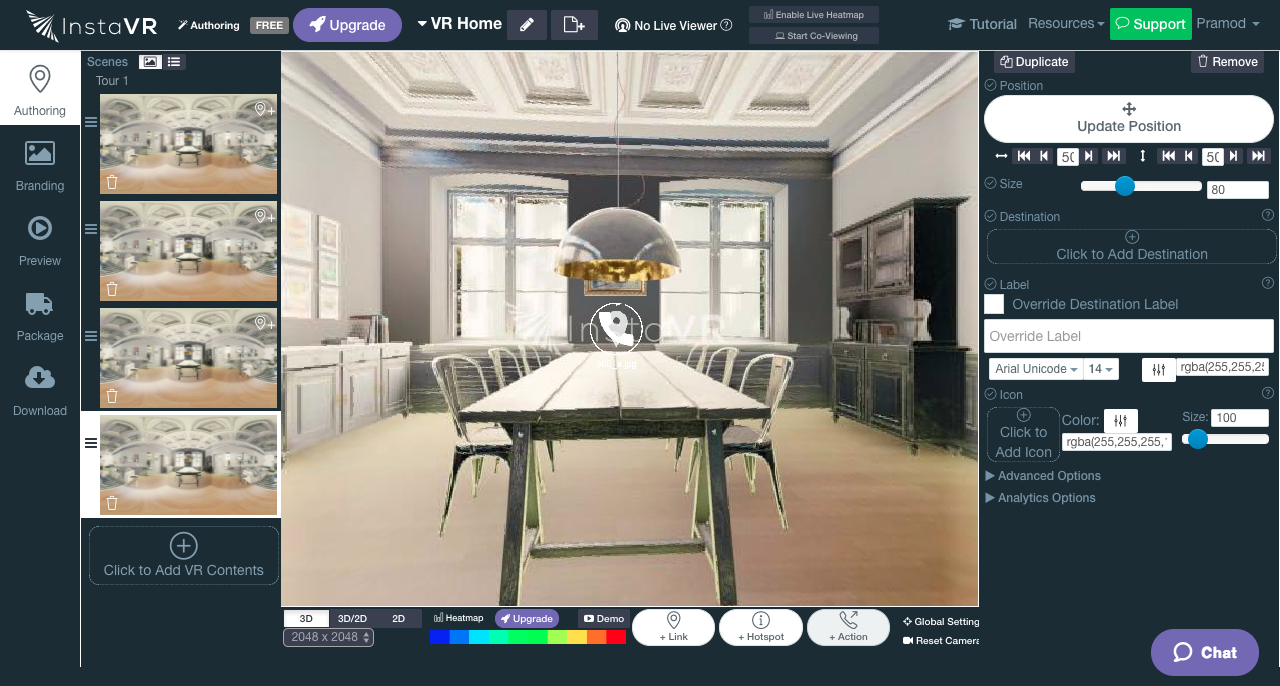 InstaVR
Authoring
FREE
Upgrade
VR Home
No Live Viewer
Enable Live Heatmap
Start Co-Viewing
Tutorial
Resources
Support
Pramod
Authoring
Branding
Preview
Package
Download
Scenes
Tour 1
Click to Add VR Contents
InstaVR
3D
3D/2D
2D
2048 x 2048
Heatmap
Upgrade
Demo
+ Link
+ Hotspot
+ Action
Global Setting
Reset Camera
Duplicate
Remove
Position
Update Position
50
50
Size
80
Destination
Click to Add Destination
Label
Override Destination Label
Override Label
Arial Unicode
14
rgba(255,255,25
Icon
Click to
Add Icon
Color:
rgba(255,255,255,
Size:
100
Advanced Options
Analytics Options
Chat